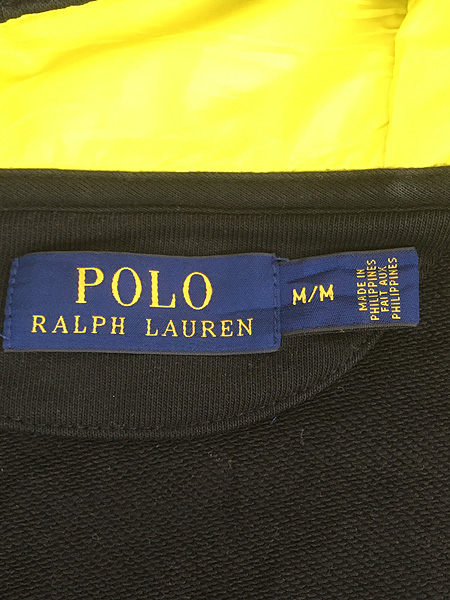 POLO
RALPH LAUREN
M/M
MADE IN
PHILIPPINES
FAIT AUX
PHILIPPINES